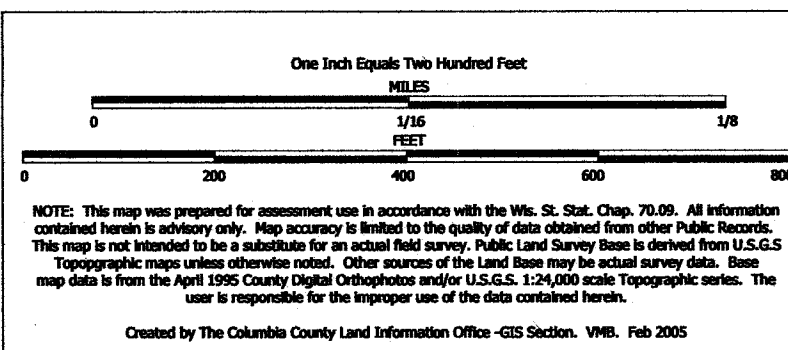 One Inch Equals Two Hundred Feet
MILES
0 1/16 1/8
FEET
0 200 400 600 800
NOTE: This map was prepared for assessment use in accordance with the Wis. St. Stat. Chap. 70.09. All information
contained herein is advisory only. Map accuracy is limited to the quality of data obtained from other Public Records.
This map is not intended to be a substitute for an actual field survey. Public Land Survey Base is derived from U.S.G.S
Topopgraphic maps unless otherwise noted. Other sources of the Land Base may be actual survey data. Base
map data is from the April 1995 County Digital Orthophotos and/or U.S.G.S. 1:24,000 scale Topographic series. The
user is responsible for the improper use of the data contained herein.
Created by The Columbia County Land Information Office -GIS Section. VMB. Feb 2005